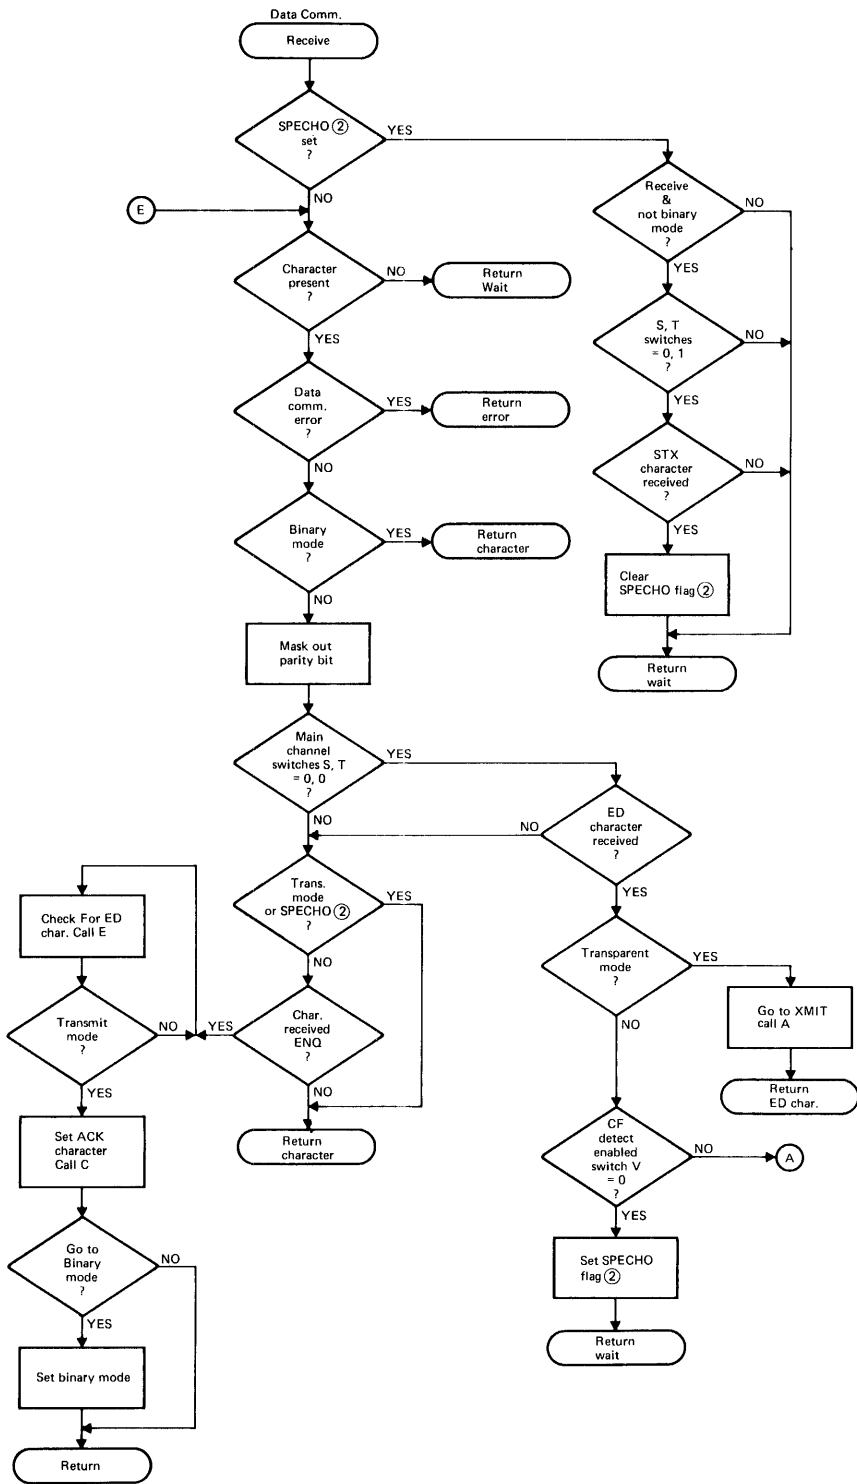 Data Comm.
Receive
SPECHO ②
set
?
YES
NO
E
Receive
&
not binary
mode
?
NO
YES
Character
present
?
NO
Return
Wait
YES
S, T
switches
= 0, 1
?
NO
YES
Data
comm.
error
?
YES
Return
error
NO
STX
character
received
?
NO
YES
Binary
mode
?
YES
Return
character
NO
Clear
SPECHO flag ②
Return
wait
Mask out
parity bit
Main
channel
switches S, T
= 0, 0
?
YES
NO
ED
character
received
?
NO
YES
Trans.
mode
or SPECHO ②
?
YES
NO
Check For ED
char. Call E
Transparent
mode
?
YES
NO
Go to XMIT
call A
Return
ED char.
Char.
received
ENQ
?
YES
NO
Transmit
mode
?
NO
YES
Return
character
Set ACK
character
Call C
CF
detect
enabled
switch V
= 0
?
NO
A
YES
Go to
Binary
mode
?
NO
YES
Set SPECHO
flag ②
Return
wait
Set binary mode
Return